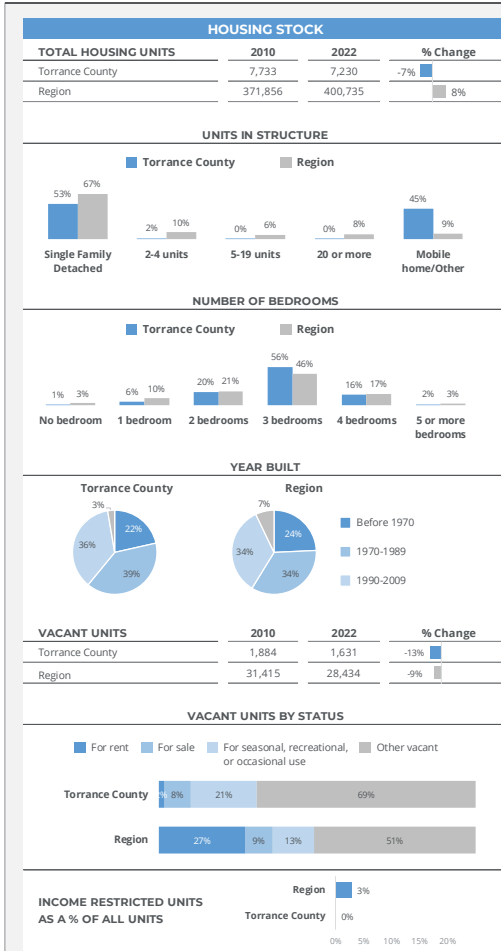 HOUSING STOCK
TOTAL HOUSING UNITS 2010 2022 % Change
Torrance County 7,733 7,230 -7%
Region 371,856 400,735 8%
UNITS IN STRUCTURE
Torrance County Region
53% 67% 2% 10% 0% 6% 0% 8% 45% 9%
Single Family Detached 2-4 units 5-19 units 20 or more Mobile home/Other
NUMBER OF BEDROOMS
Torrance County Region
1% 3% 6% 10% 20% 21% 56% 46% 16% 17% 2% 3%
No bedroom 1 bedroom 2 bedrooms 3 bedrooms 4 bedrooms 5 or more bedrooms
YEAR BUILT
Torrance County Region
3% 22% 39% 36%
7% 24% 34% 34%
Before 1970
1970-1989
1990-2009
VACANT UNITS 2010 2022 % Change
Torrance County 1,884 1,631 -13%
Region 31,415 28,434 -9%
VACANT UNITS BY STATUS
For rent For sale For seasonal, recreational, Other vacant
or occasional use
Torrance County 8% 21% 69%
Region 27% 9% 13% 51%
Region 3%
INCOME RESTRICTED UNITS
AS A % OF ALL UNITS
Torrance County 0%
0% 5% 10% 15% 20%